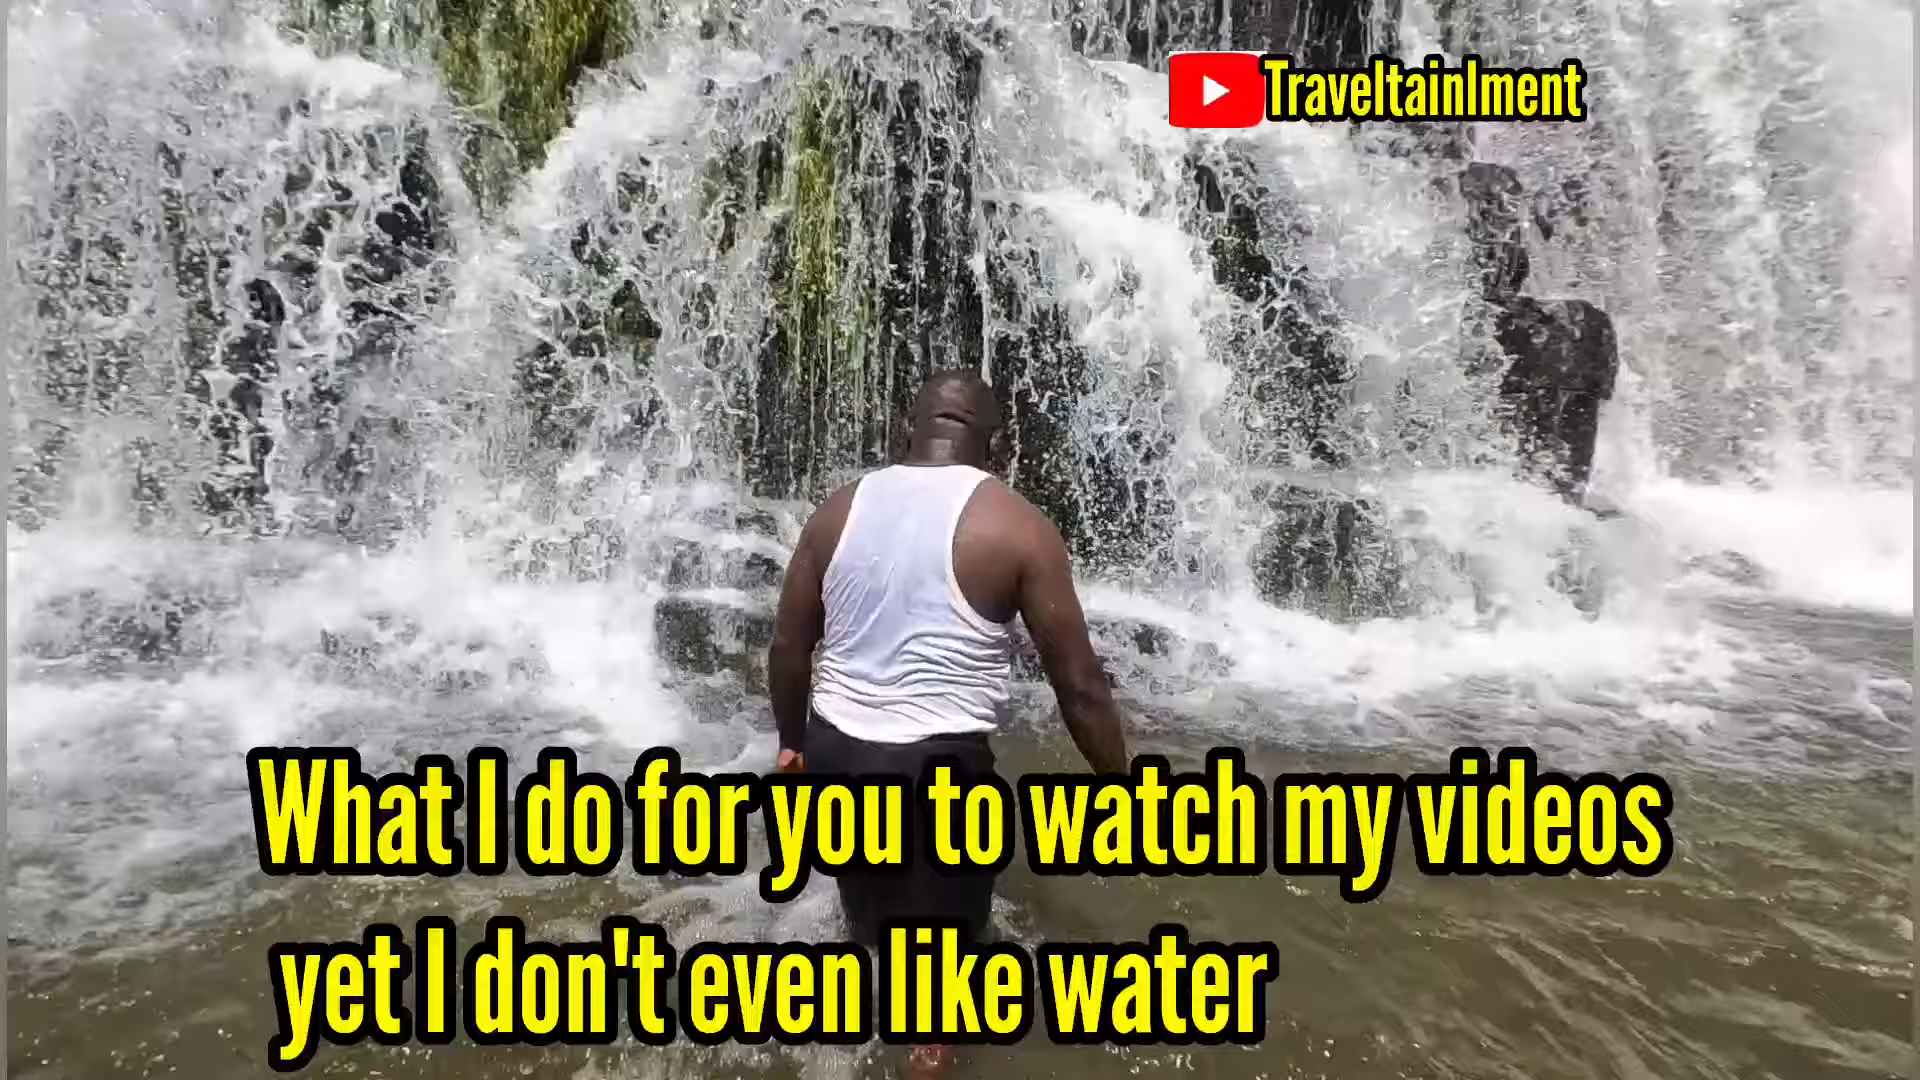 Traveltainlment
What I do for you to watch my videos
yet I don't even like water